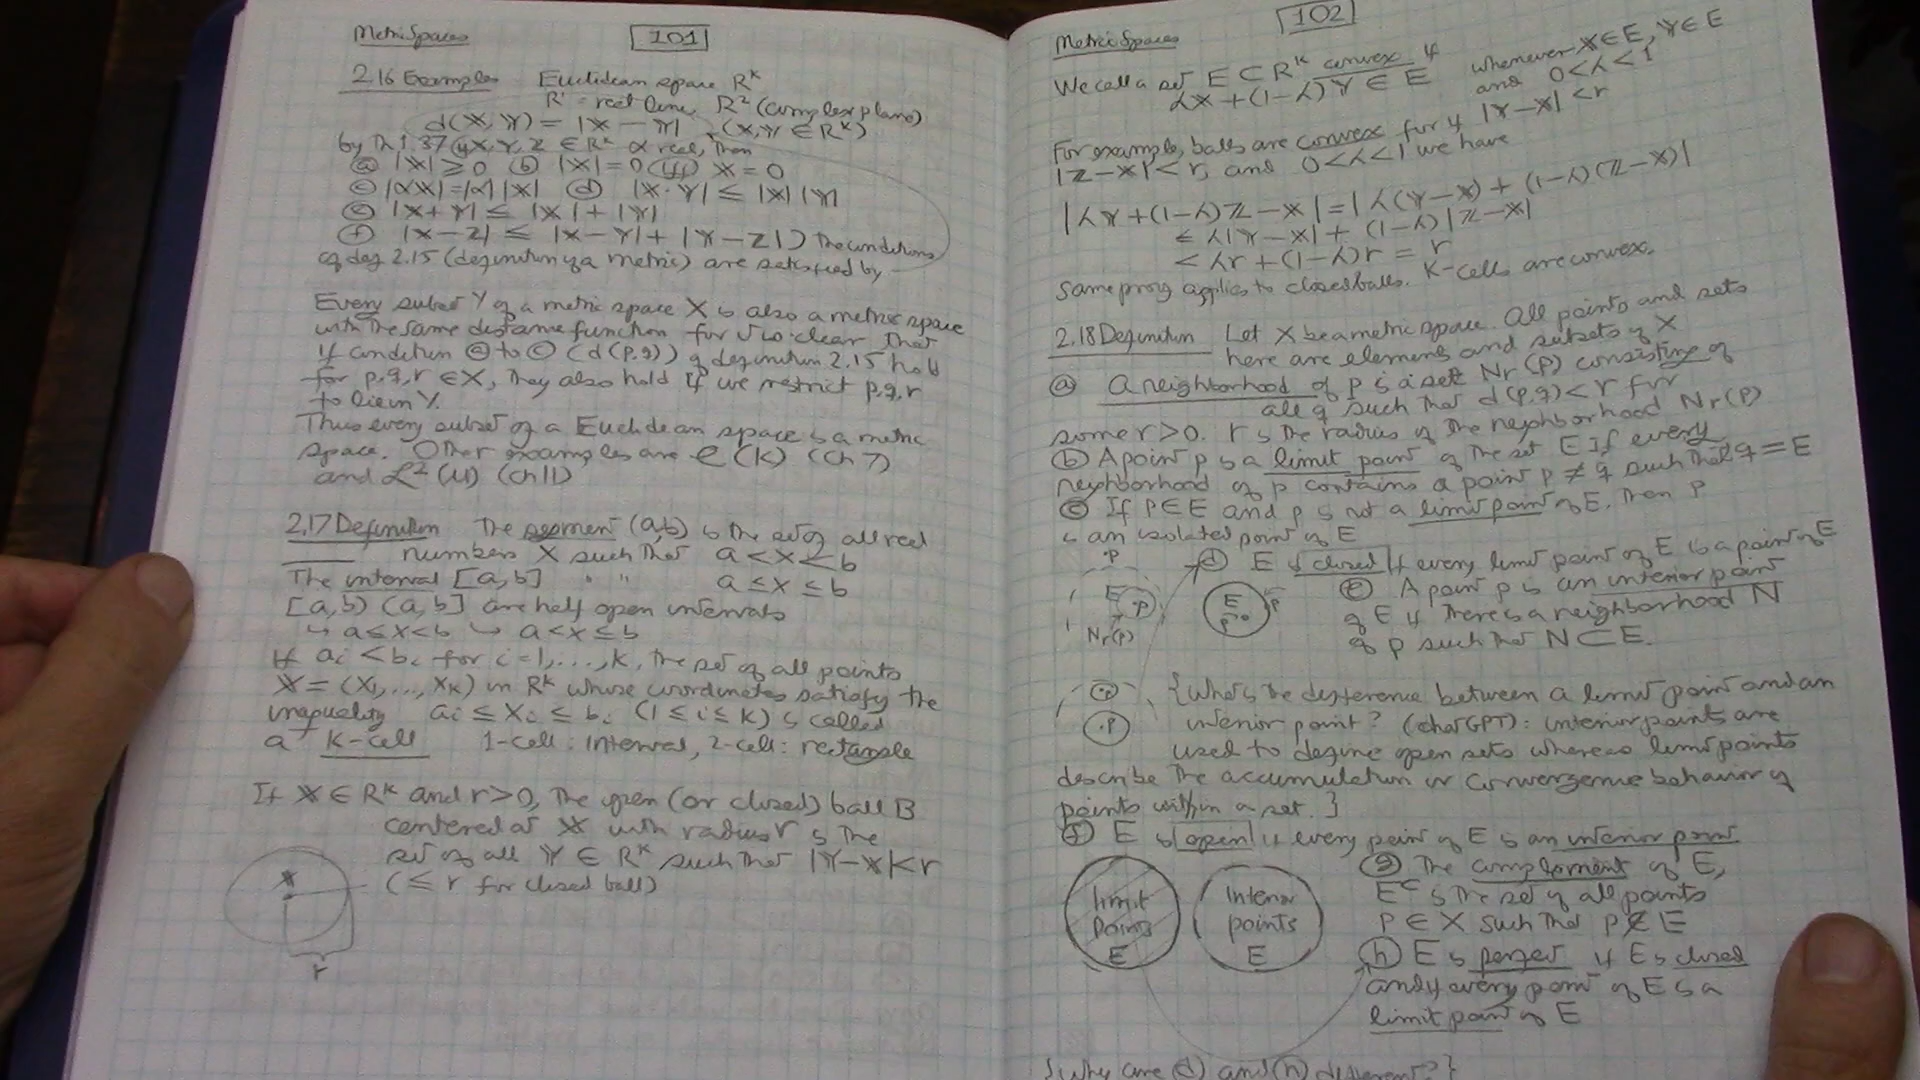 Metric Spaces
101
2.16 Examples Euclidean space R^k
R^1 = real line, R^2 (complex plane)
d(X, Y) = |X - Y| (X, Y ∈ R^k)
by Th 1.37 (if X, Y, Z ∈ R^k α real, Then
(a) |X| ≥ 0 (b) |X| = 0 (iff) X = 0
(c) |αX| = |α| |X| (d) |X · Y| ≤ |X| |Y|
(e) |X + Y| ≤ |X| + |Y|
(f) |X - Z| ≤ |X - Y| + |Y - Z|) The conditions
of def 2.15 (definition of a metric) are satisfied by
Every subset Y of a metric space X is also a metric space
with the same distance function for it is clear that
if condition (a) to (c) (d(p,q)) of definition 2.15 hold
for p,q,r ∈ X, they also hold If we restrict p,q,r
to lie in Y.
Thus every subset of a Euclidean space is a metric
space. Other examples are C(K) (Ch 7)
and L^2 (μ) (Ch 11)
2.17 Definition The segment (a,b) is the set of all real
numbers X such that a < x < b
The interval [a,b] " " a ≤ x ≤ b
[a,b) (a,b] are half open intervals
↪ a ≤ x < b ↪ a < x ≤ b
If ai < bi for i = 1,...,k, the set of all points
X = (X1,...,Xk) in R^k whose coordinates satisfy the
inequality ai ≤ Xi ≤ bi (1 ≤ i ≤ k) is called
a k-cell 1-cell: Interval, 2-cell: rectangle
If X ∈ R^k and r > 0, The open (or closed) ball B
centered at X with radius r is the
set of all Y ∈ R^k such that |Y - X| < r
(≤ r for closed ball)
X
r
102
Metric Spaces
We call a set E ⊂ R^k convex if
λX + (1-λ)Y ∈ E whenever X ∈ E, Y ∈ E
and 0 < λ < 1
For example, balls are convex for if |Y - X| < r
|Z - X| < r, and 0 < λ < 1 we have
|λY + (1-λ)Z - X| = |λ(Y - X) + (1-λ)(Z - X)|
≤ λ|Y - X| + (1-λ)|Z - X|
< λr + (1-λ)r = r
Same proof applies to closed balls. K-cells are convex.
2.18 Definition Let X be a metric space. All points and sets
here are elements and subsets of X
(a) A neighborhood of p is a set Nr(P) consisting of
all q such that d(p,q) < r for
some r > 0. r is the radius of the neighborhood Nr(P)
(b) A point p is a limit point of the set E If every
neighborhood of p contains a point p ≠ q such that q = E
(c) If P ∈ E and p is not a limit point of E, Then p
is an isolated point of E
·P
(d) E is closed if every limit point of E is a point of E
E
P
Nr(P)
E
P
P
(e) A point p is an interior point
of E if there is a neighborhood N
of p such that N ⊂ E.
·P
{What's the difference between a limit point and an
interior point? (chatGPT): interior points are
used to define open sets whereas limit points
describe the accumulation or convergence behavior of
points within a set.}
(f) E is open if every point of E is an interior point
limit
points
E
Interior
points
E
(g) The complement of E,
E^c is the set of all points
P ∈ X such that p ∉ E
(h) E is perfect if E is closed
and if every point of E is a
limit point of E
{Why are (d) and (h) different?}